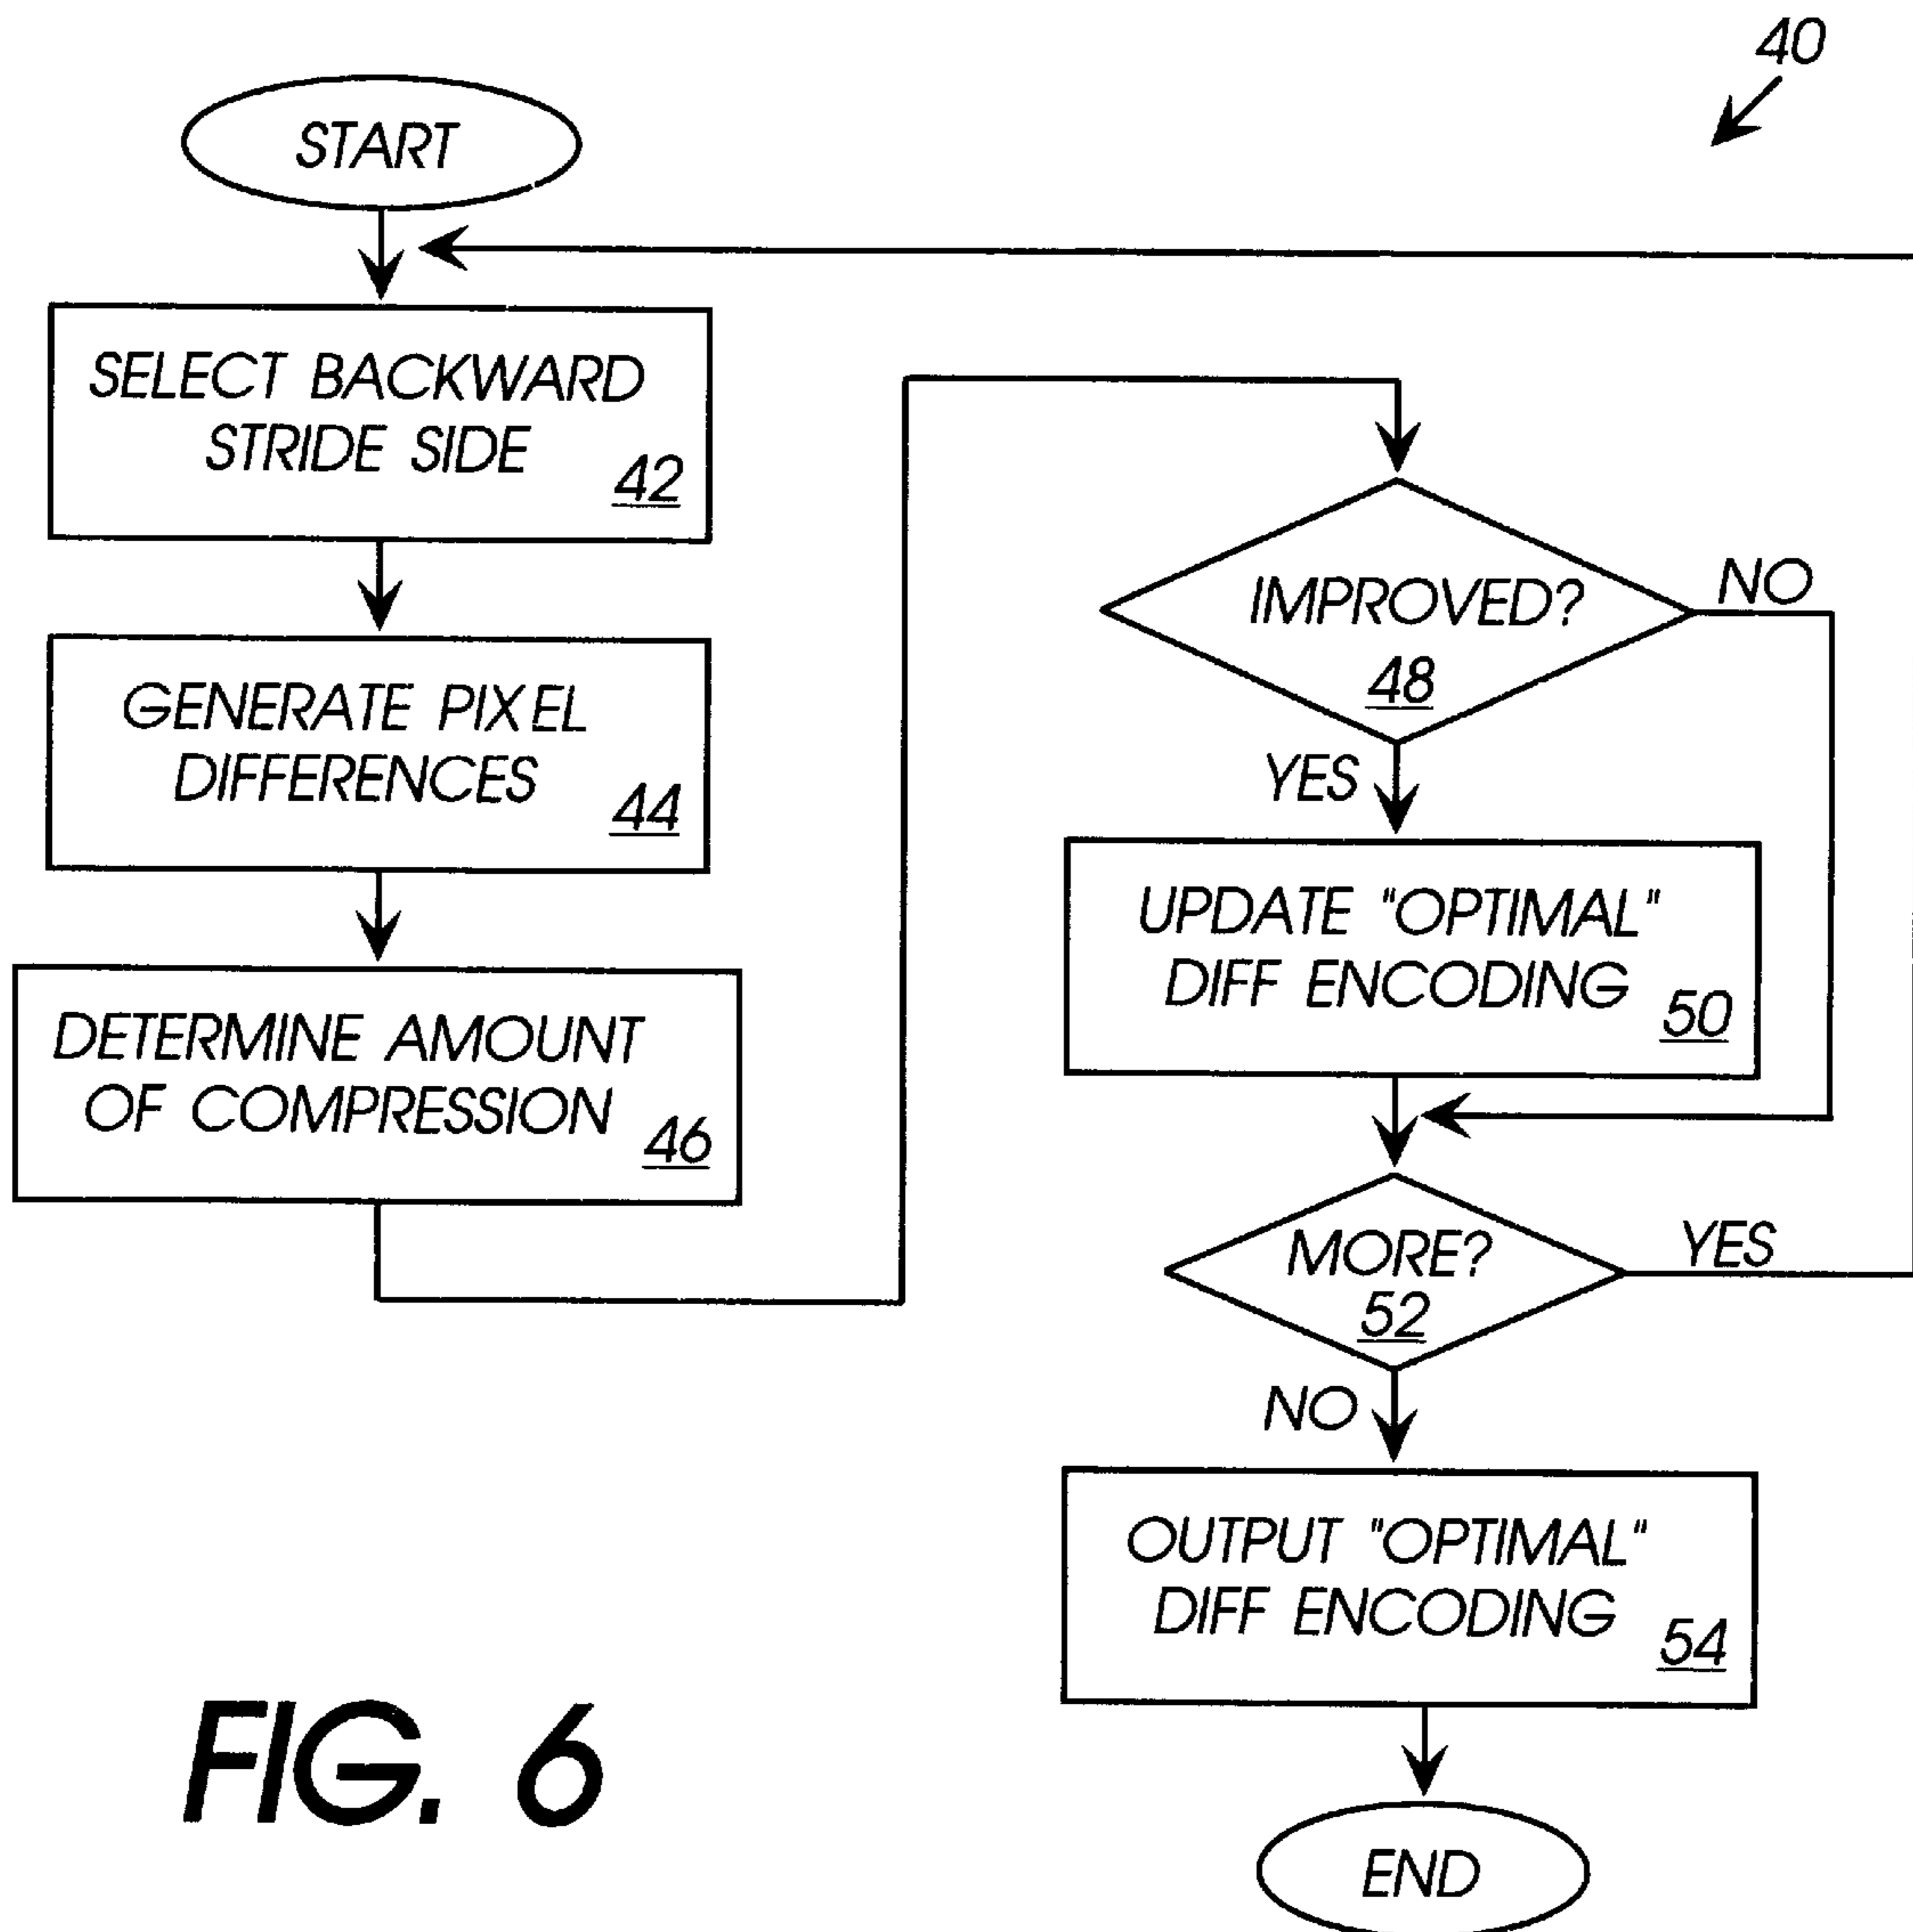 40
START
SELECT BACKWARD
STRIDE SIDE
42
GENERATE PIXEL
DIFFERENCES
44
DETERMINE AMOUNT
OF COMPRESSION
46
IMPROVED?
48
NO
YES
UPDATE "OPTIMAL"
DIFF ENCODING
50
MORE?
52
YES
NO
OUTPUT "OPTIMAL"
DIFF ENCODING
54
END
FIG. 6